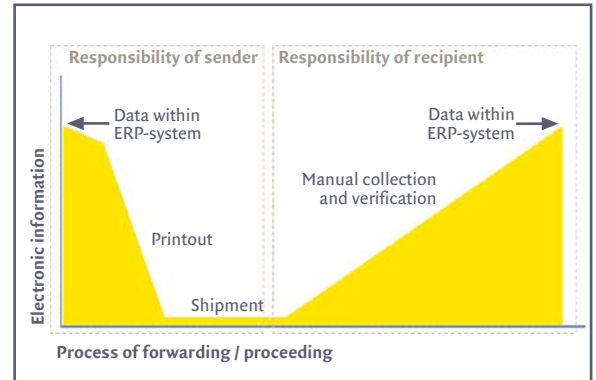 Responsibility of sender
Responsibility of recipient
Data within
ERP-system
Data within
ERP-system
Manual collection
and verification
Printout
Shipment
Electronic information
Process of forwarding / proceeding